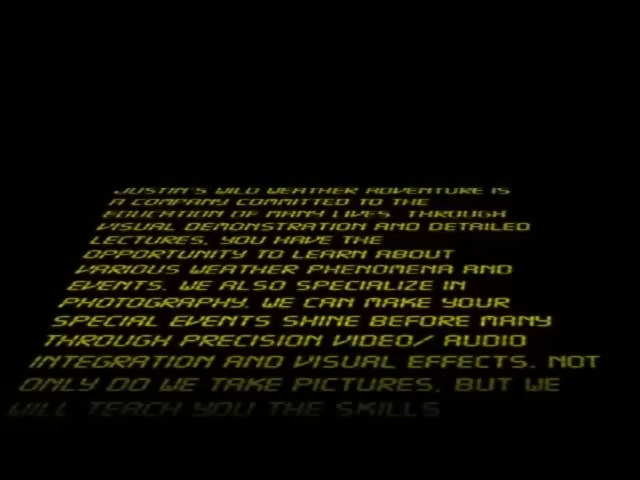 JUSTIN'S WILD WEATHER ADVENTURE IS
A COMPANY COMMITTED TO THE
EDUCATION OF MANY LIVES. THROUGH
VISUAL DEMONSTRATION AND DETAILED
LECTURES, YOU HAVE THE
OPPORTUNITY TO LEARN ABOUT
VARIOUS WEATHER PHENOMENA AND
EVENTS. WE ALSO SPECIALIZE IN
PHOTOGRAPHY. WE CAN MAKE YOUR
SPECIAL EVENTS SHINE BEFORE MANY
THROUGH PRECISION VIDEO/ AUDIO
INTEGRATION AND VISUAL EFFECTS. NOT
ONLY DO WE TAKE PICTURES, BUT WE
WILL TEACH YOU THE SKILLS